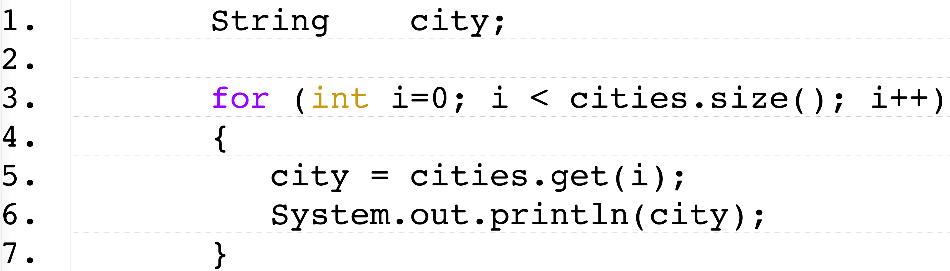 1.         String    city;
2.
3.         for (int i=0; i < cities.size(); i++)
4.         {
5.            city = cities.get(i);
6.            System.out.println(city);
7.         }